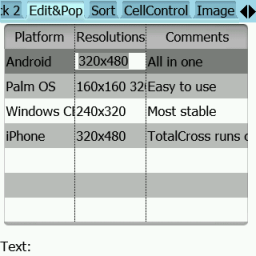 k 2 Edit&Pop Sort CellControl Image
Platform Resolutions Comments
Android 320x480 All in one
Palm OS 160x160 32 Easy to use
Windows CE 240x320 Most stable
iPhone 320x480 TotalCross runs o
Text: